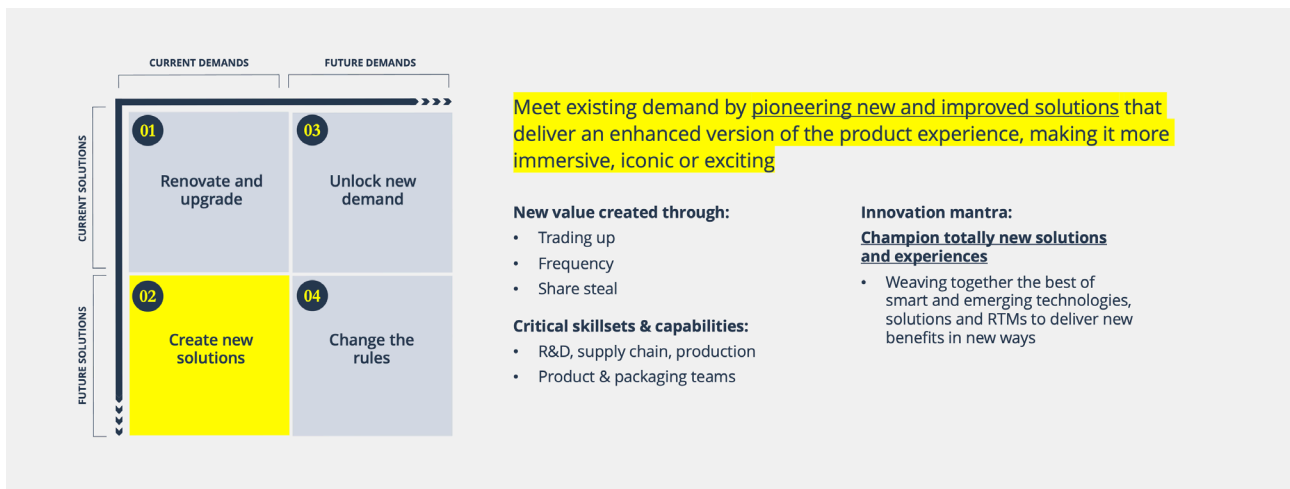 CURRENT DEMANDS
FUTURE DEMANDS
CURRENT SOLUTIONS
FUTURE SOLUTIONS
01
Renovate and
upgrade
03
Unlock new
demand
02
Create new
solutions
04
Change the
rules
Meet existing demand by pioneering new and improved solutions that
deliver an enhanced version of the product experience, making it more
immersive, iconic or exciting
New value created through:
• Trading up
• Frequency
• Share steal
Critical skillsets & capabilities:
• R&D, supply chain, production
• Product & packaging teams
Innovation mantra:
Champion totally new solutions
and experiences
• Weaving together the best of
smart and emerging technologies,
solutions and RTMs to deliver new
benefits in new ways